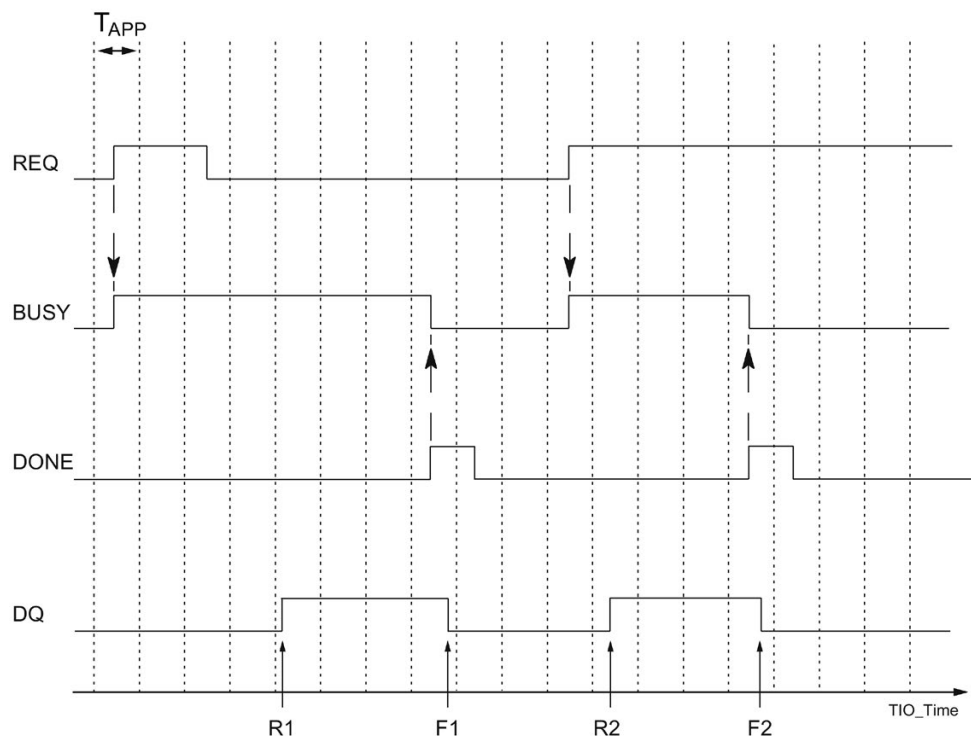 TAPP
REQ
BUSY
DONE
DQ
TIO_Time
R1 F1 R2 F2